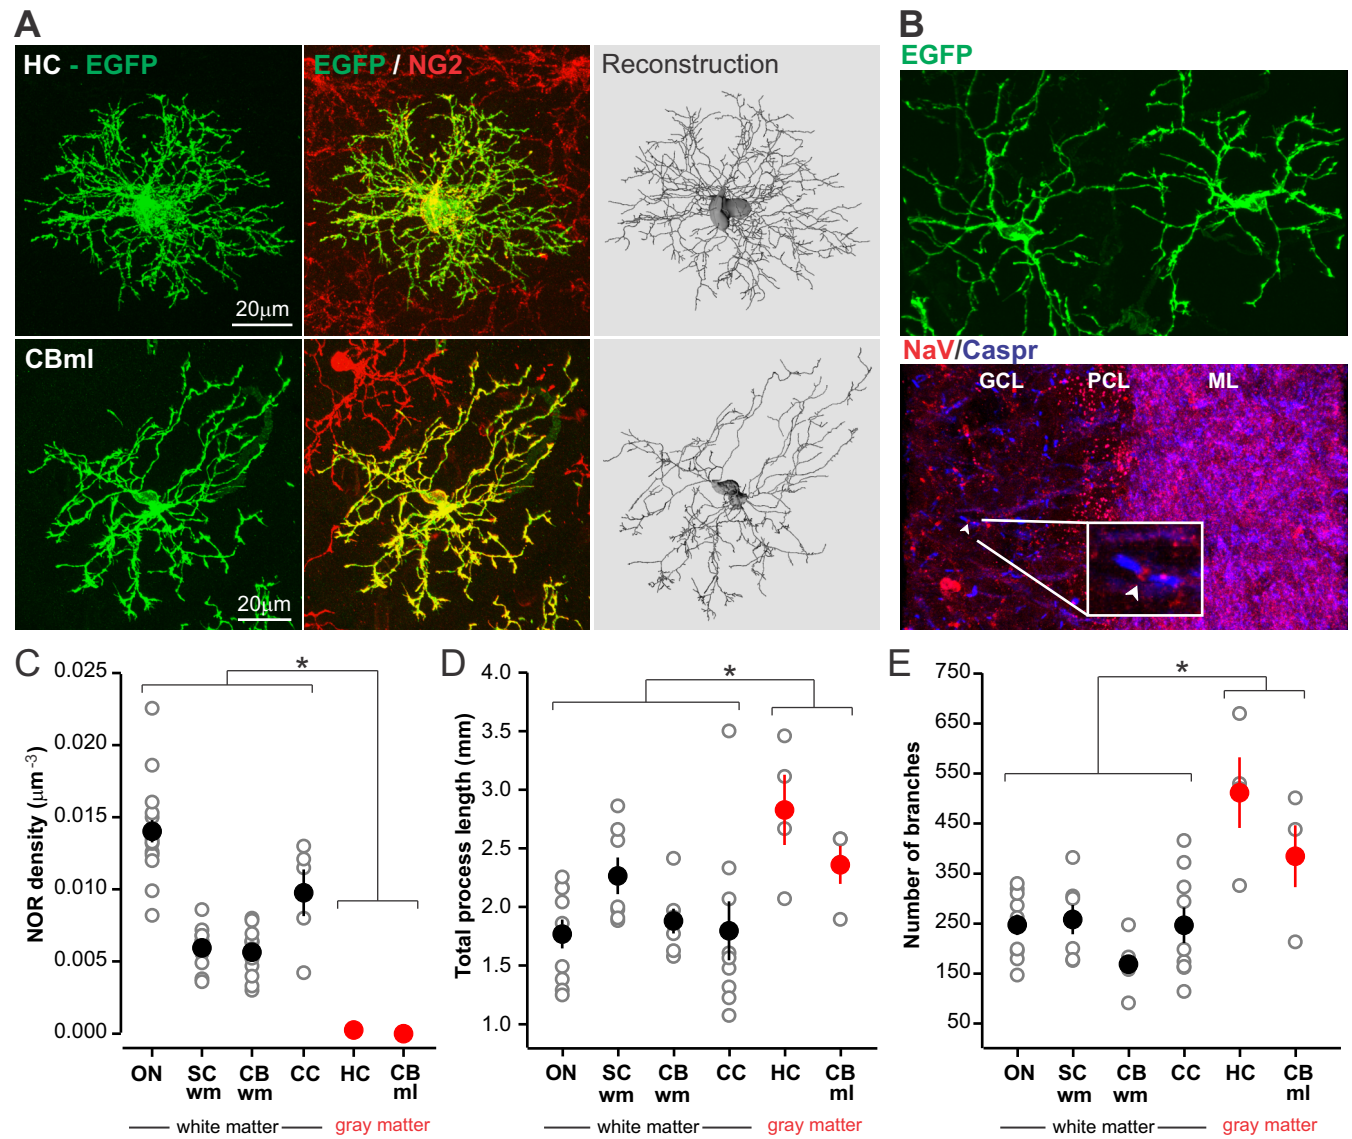 A
HC - EGFP
EGFP / NG2
Reconstruction
20μm
CBml
20μm
B
EGFP
NaV/Caspr
GCL
PCL
ML
C
NOR density (μm-3)
0.025
0.020
0.015
0.010
0.005
0.000
*
ON
SC wm
CB wm
CC
HC
CB ml
white matter
gray matter
D
Total process length (mm)
4.0
3.5
3.0
2.5
2.0
1.5
1.0
*
ON
SC wm
CB wm
CC
HC
CB ml
white matter
gray matter
E
Number of branches
750
650
550
450
350
250
150
50
*
ON
SC wm
CB wm
CC
HC
CB ml
white matter
gray matter